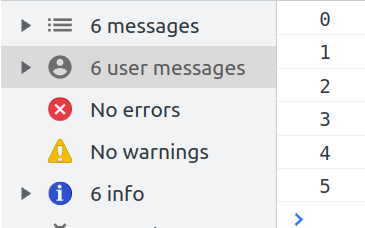 6 messages
6 user messages
No errors
No warnings
6 info
0
1
2
3
4
5